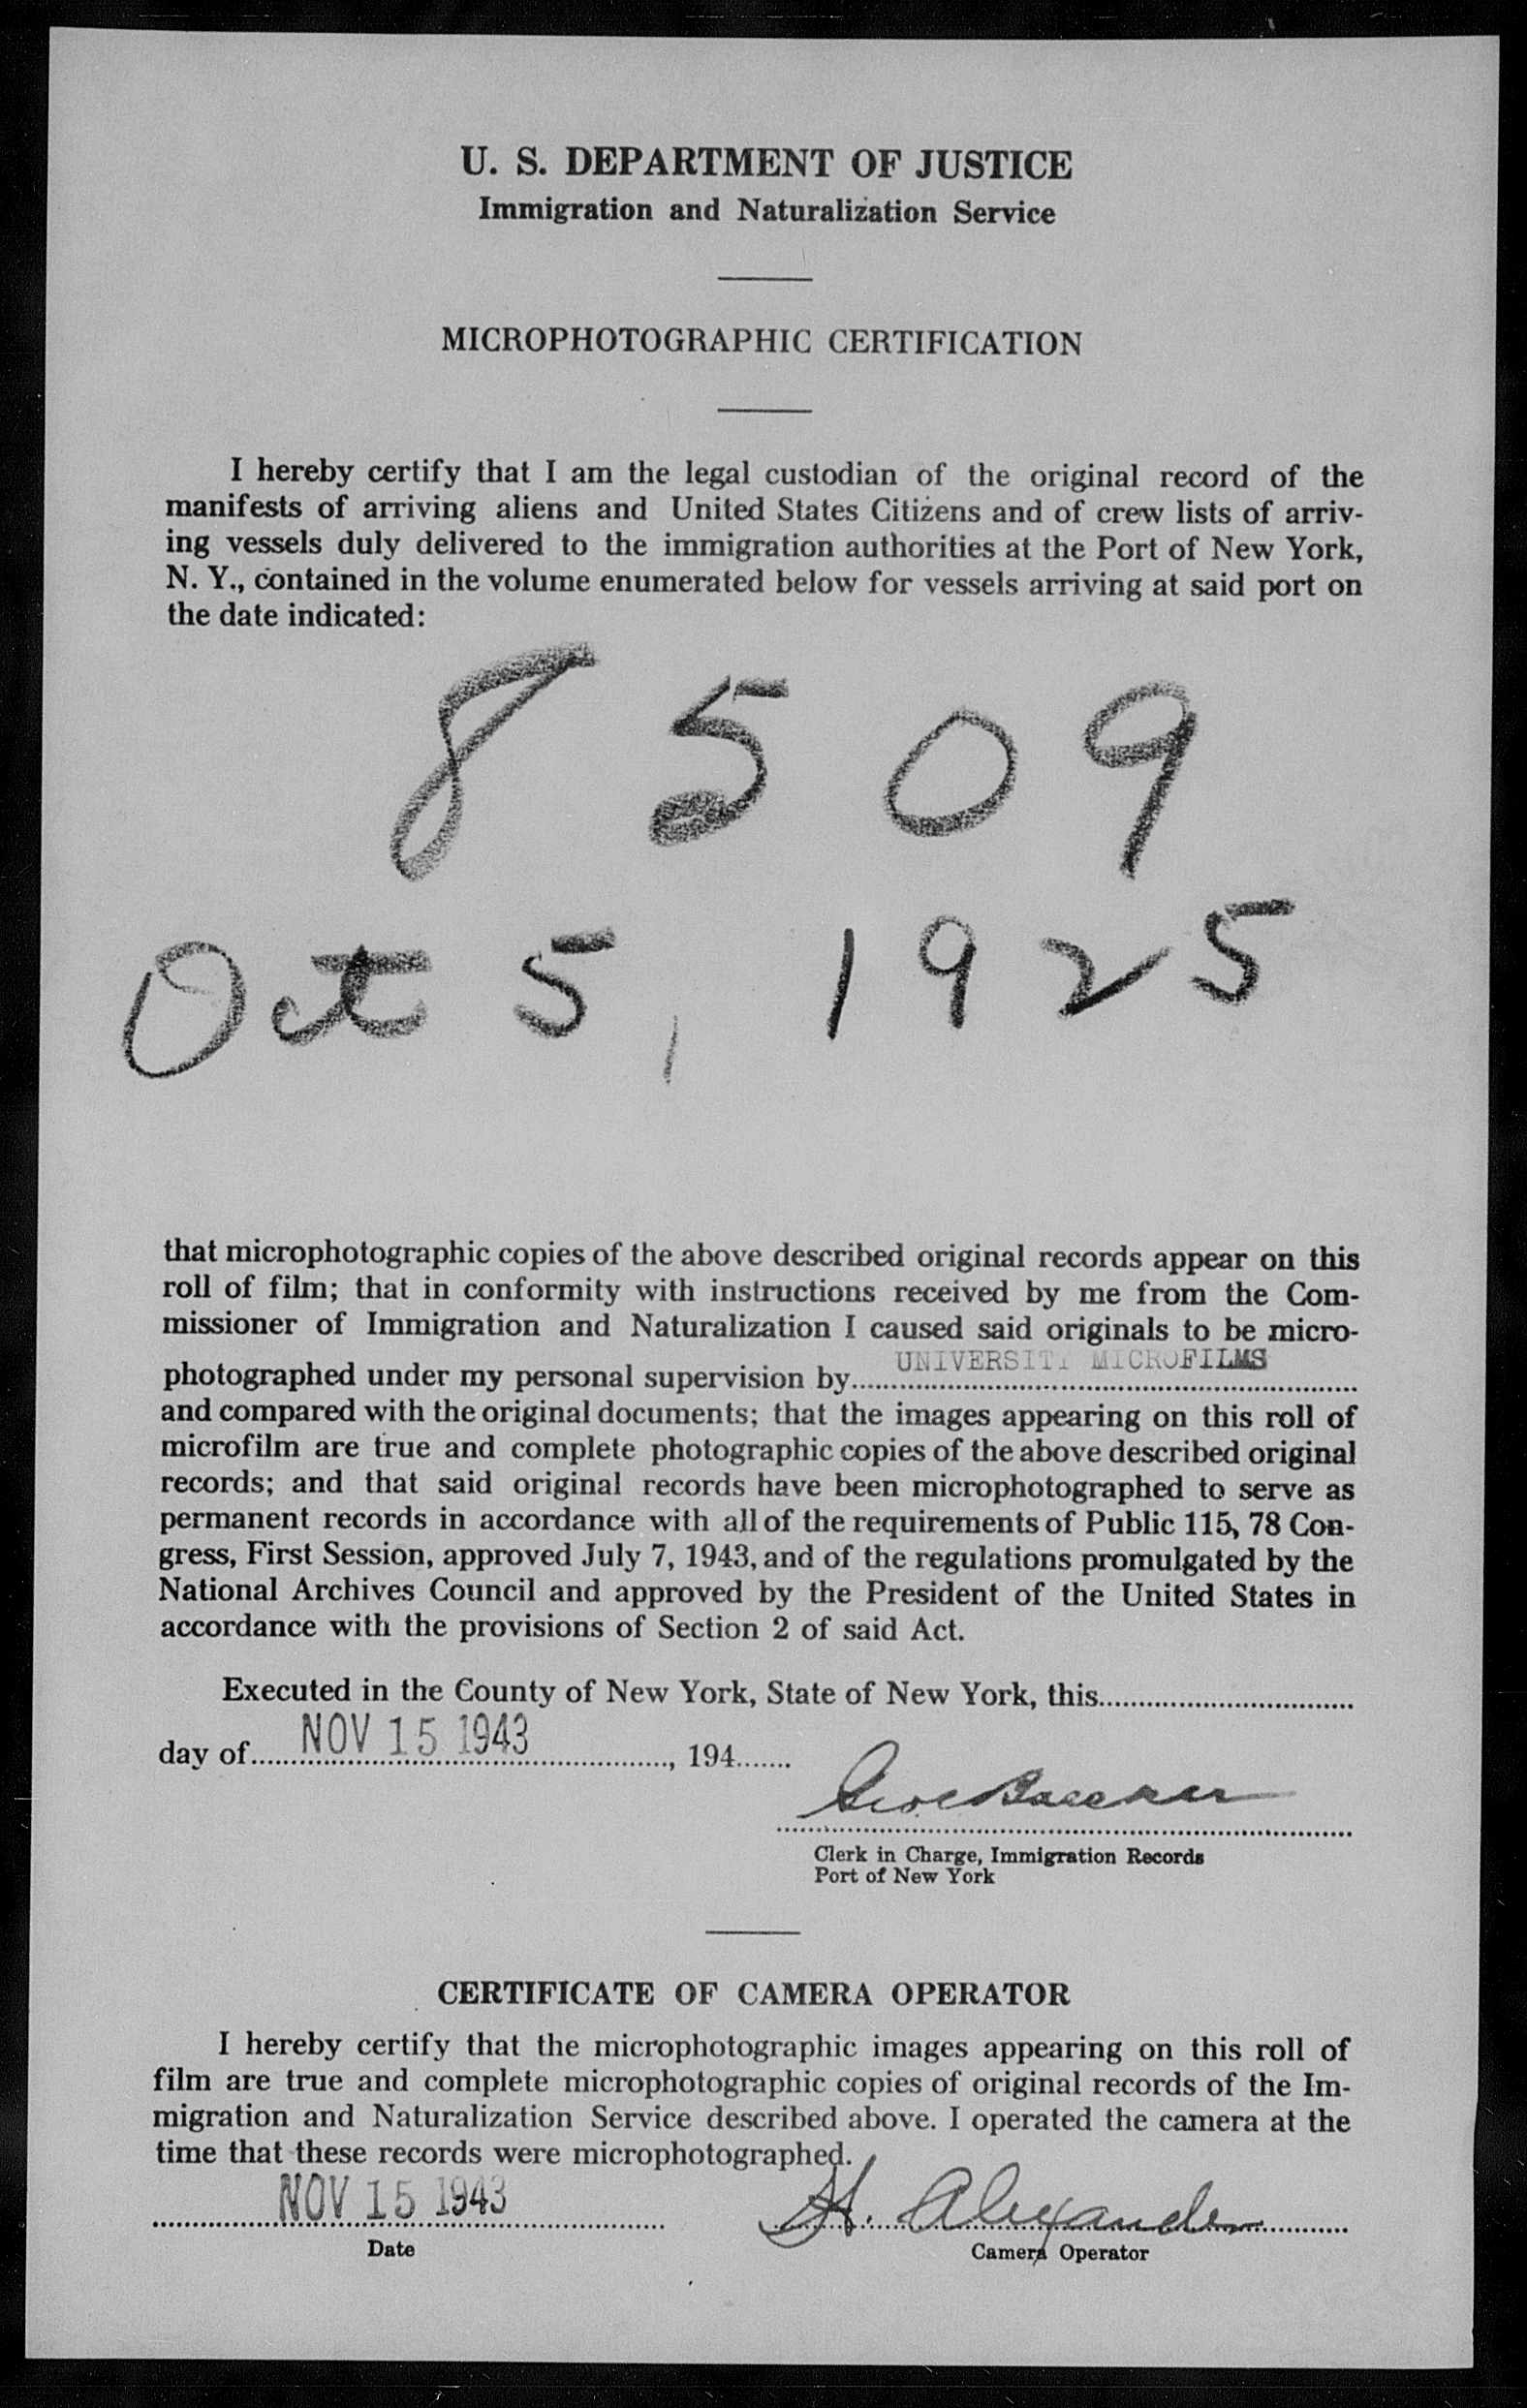 U. S. DEPARTMENT OF JUSTICE
Immigration and Naturalization Service
MICROPHOTOGRAPHIC CERTIFICATION
I hereby certify that I am the legal custodian of the original record of the
manifests of arriving aliens and United States Citizens and of crew lists of arriv-
ing vessels duly delivered to the immigration authorities at the Port of New York,
N. Y., contained in the volume enumerated below for vessels arriving at said port on
the date indicated:
8509
Oct 5, 1925
that microphotographic copies of the above described original records appear on this
roll of film; that in conformity with instructions received by me from the Com-
missioner of Immigration and Naturalization I caused said originals to be micro-
photographed under my personal supervision by UNIVERSITY MICROFILMS
and compared with the original documents; that the images appearing on this roll of
microfilm are true and complete photographic copies of the above described original
records; and that said original records have been microphotographed to serve as
permanent records in accordance with all of the requirements of Public 115, 78 Con-
gress, First Session, approved July 7, 1943, and of the regulations promulgated by the
National Archives Council and approved by the President of the United States in
accordance with the provisions of Section 2 of said Act.
Executed in the County of New York, State of New York, this
day of NOV 15 1943, 194
Clerk in Charge, Immigration Records
Port of New York
CERTIFICATE OF CAMERA OPERATOR
I hereby certify that the microphotographic images appearing on this roll of
film are true and complete microphotographic copies of original records of the Im-
migration and Naturalization Service described above. I operated the camera at the
time that these records were microphotographed.
NOV 15 1943 H. Alexander
Date Camera Operator